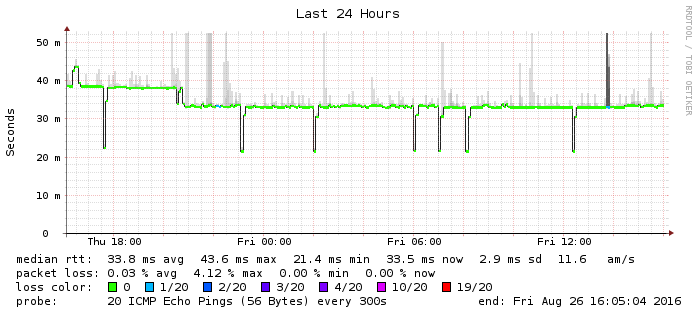 Last 24 Hours
RRDTOOL / TOBI OETIKER
Seconds
50 m
40 m
30 m
20 m
10 m
0
Thu 18:00 Fri 00:00 Fri 06:00 Fri 12:00
median rtt: 33.8 ms avg 43.6 ms max 21.4 ms min 33.5 ms now 2.9 ms sd 11.6 am/s
packet loss: 0.03 % avg 4.12 % max 0.00 % min 0.00 % now
loss color: 0 1/20 2/20 3/20 4/20 10/20 19/20
probe: 20 ICMP Echo Pings (56 Bytes) every 300s end: Fri Aug 26 16:05:04 2016